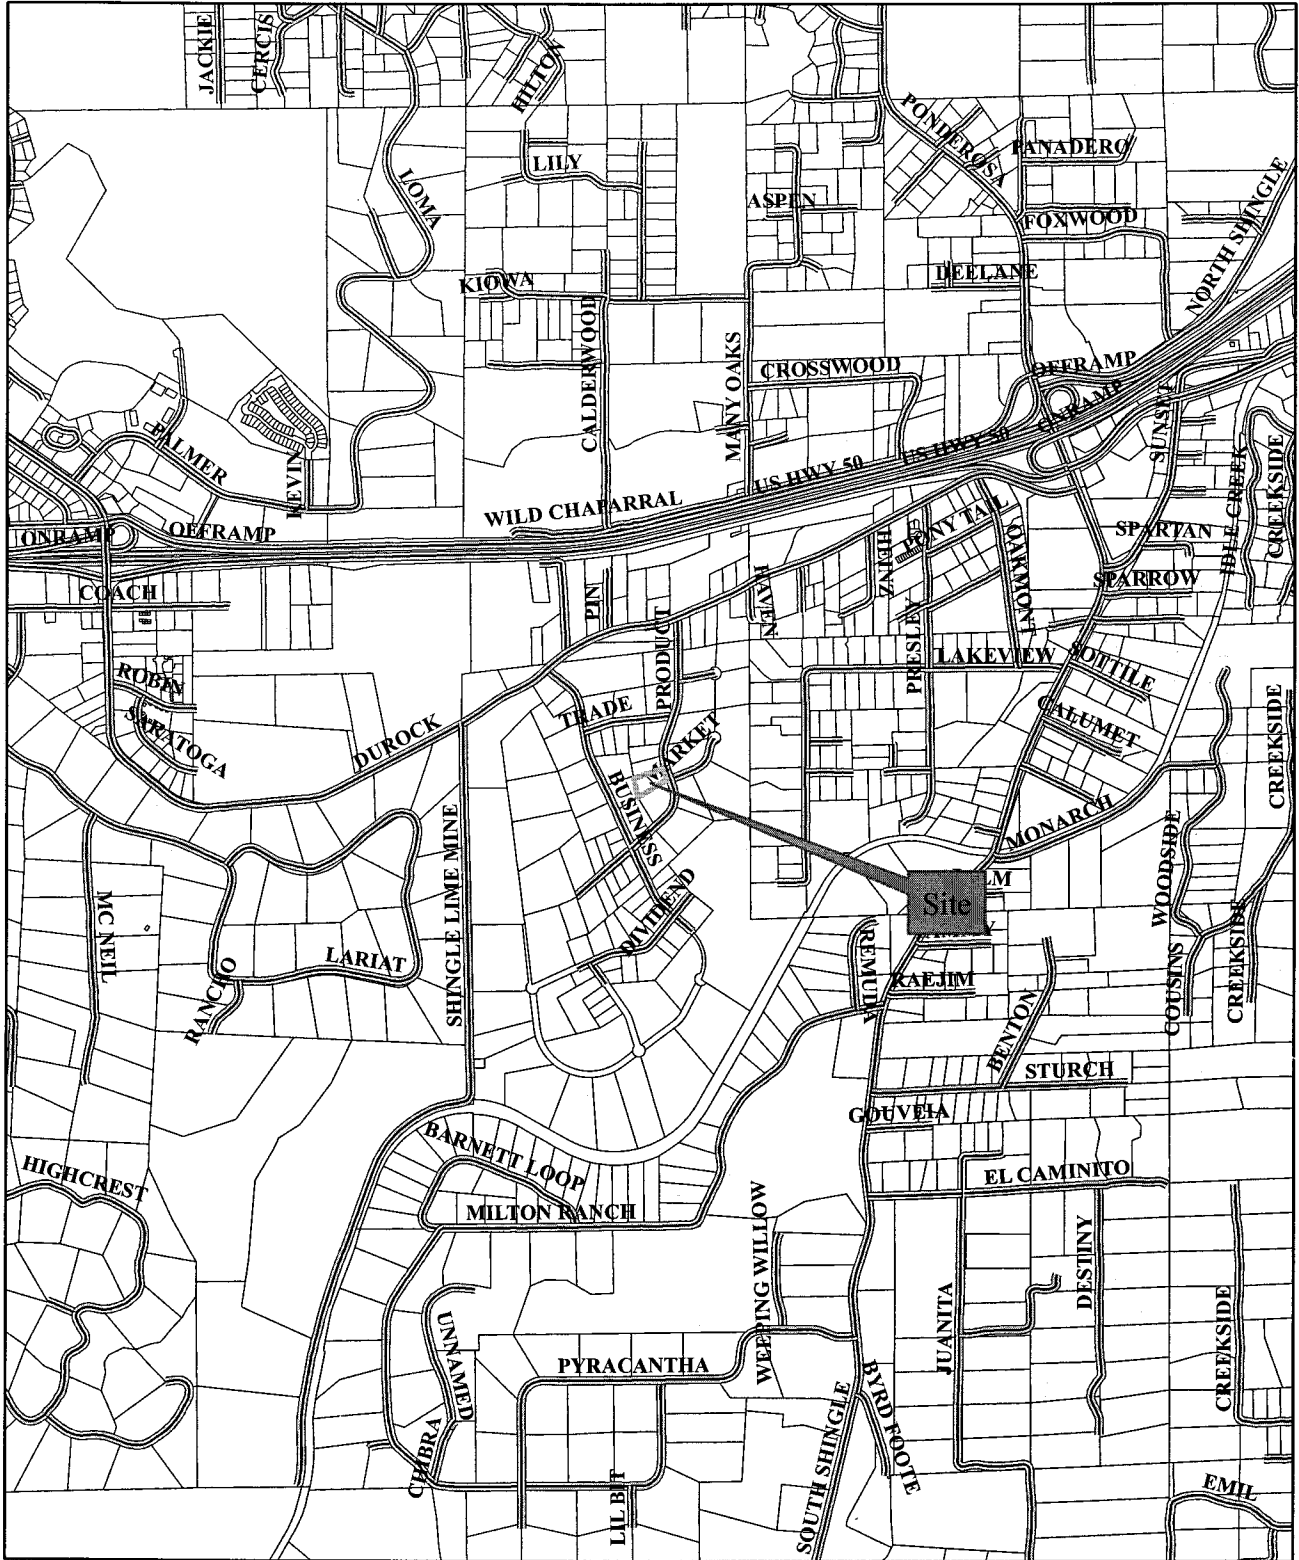 JACKIE
CERCIS
HILTON
PONDEROSA
PANADERO
LILY
LOMA
ASPEN
FOXWOOD
NORTH SHINGLE
KIOWA
DEELANE
CALDERWOOD
MANY OAKS
CROSSWOOD
OFFRAMP
ONRAMP
SUNSET
PALMER
KEVIN
US HWY 50
US HWY 50
WILD CHAPARRAL
IDLE CREEK
CREEKSIDE
ONRAMP
OFFRAMP
PONY TAIL
OAKMONT
SPARTAN
HEINZ
SPARROW
COACH
PIN
HAVEN
PRODUCT
PRESLEY
LAKEVIEW
SOTTILE
ROBIN
SARATOGA
TRADE
CALUMET
DUROCK
MARKET
CREEKSIDE
BUSINESS
SHINGLE LIME MINE
MONARCH
WOODSIDE
Site
MC NEIL
DIVIDEND
LARIAT
RANCHO
REMUDA
RAEJIM
COUSINS
CREEKSIDE
BENTON
STURCH
GOUVEIA
BARNETT LOOP
HIGHCREST
EL CAMINITO
MILTON RANCH
WEEPING WILLOW
DESTINY
JUANITA
CREEKSIDE
UNNAMED
PYRACANTHA
BYRD FOOTE
CHIBRA
SOUTH SHINGLE
LIL BIT
EMIL